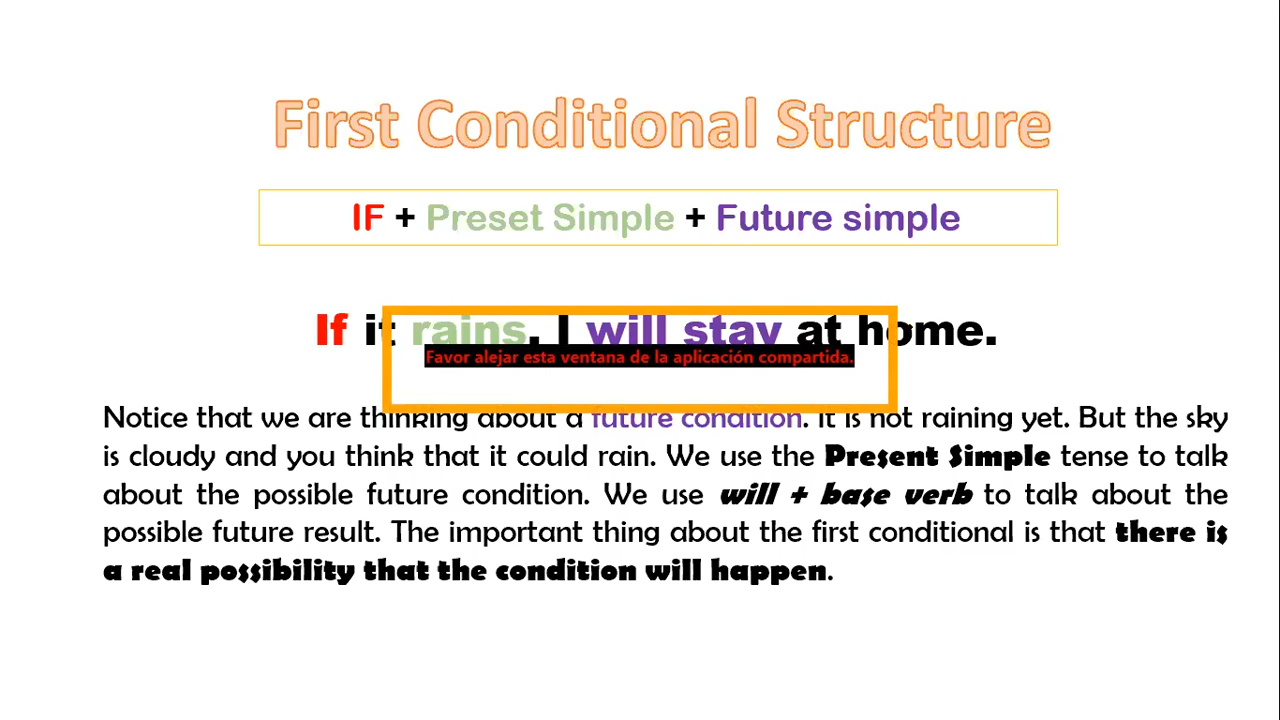 First Conditional Structure
IF + Preset Simple + Future simple
If it rains, I will stay at home.
Favor alejar esta ventana de la aplicación compartida.
Notice that we are thinking about a future condition. It is not raining yet. But the sky
is cloudy and you think that it could rain. We use the Present Simple tense to talk
about the possible future condition. We use will + base verb to talk about the
possible future result. The important thing about the first conditional is that there is
a real possibility that the condition will happen.